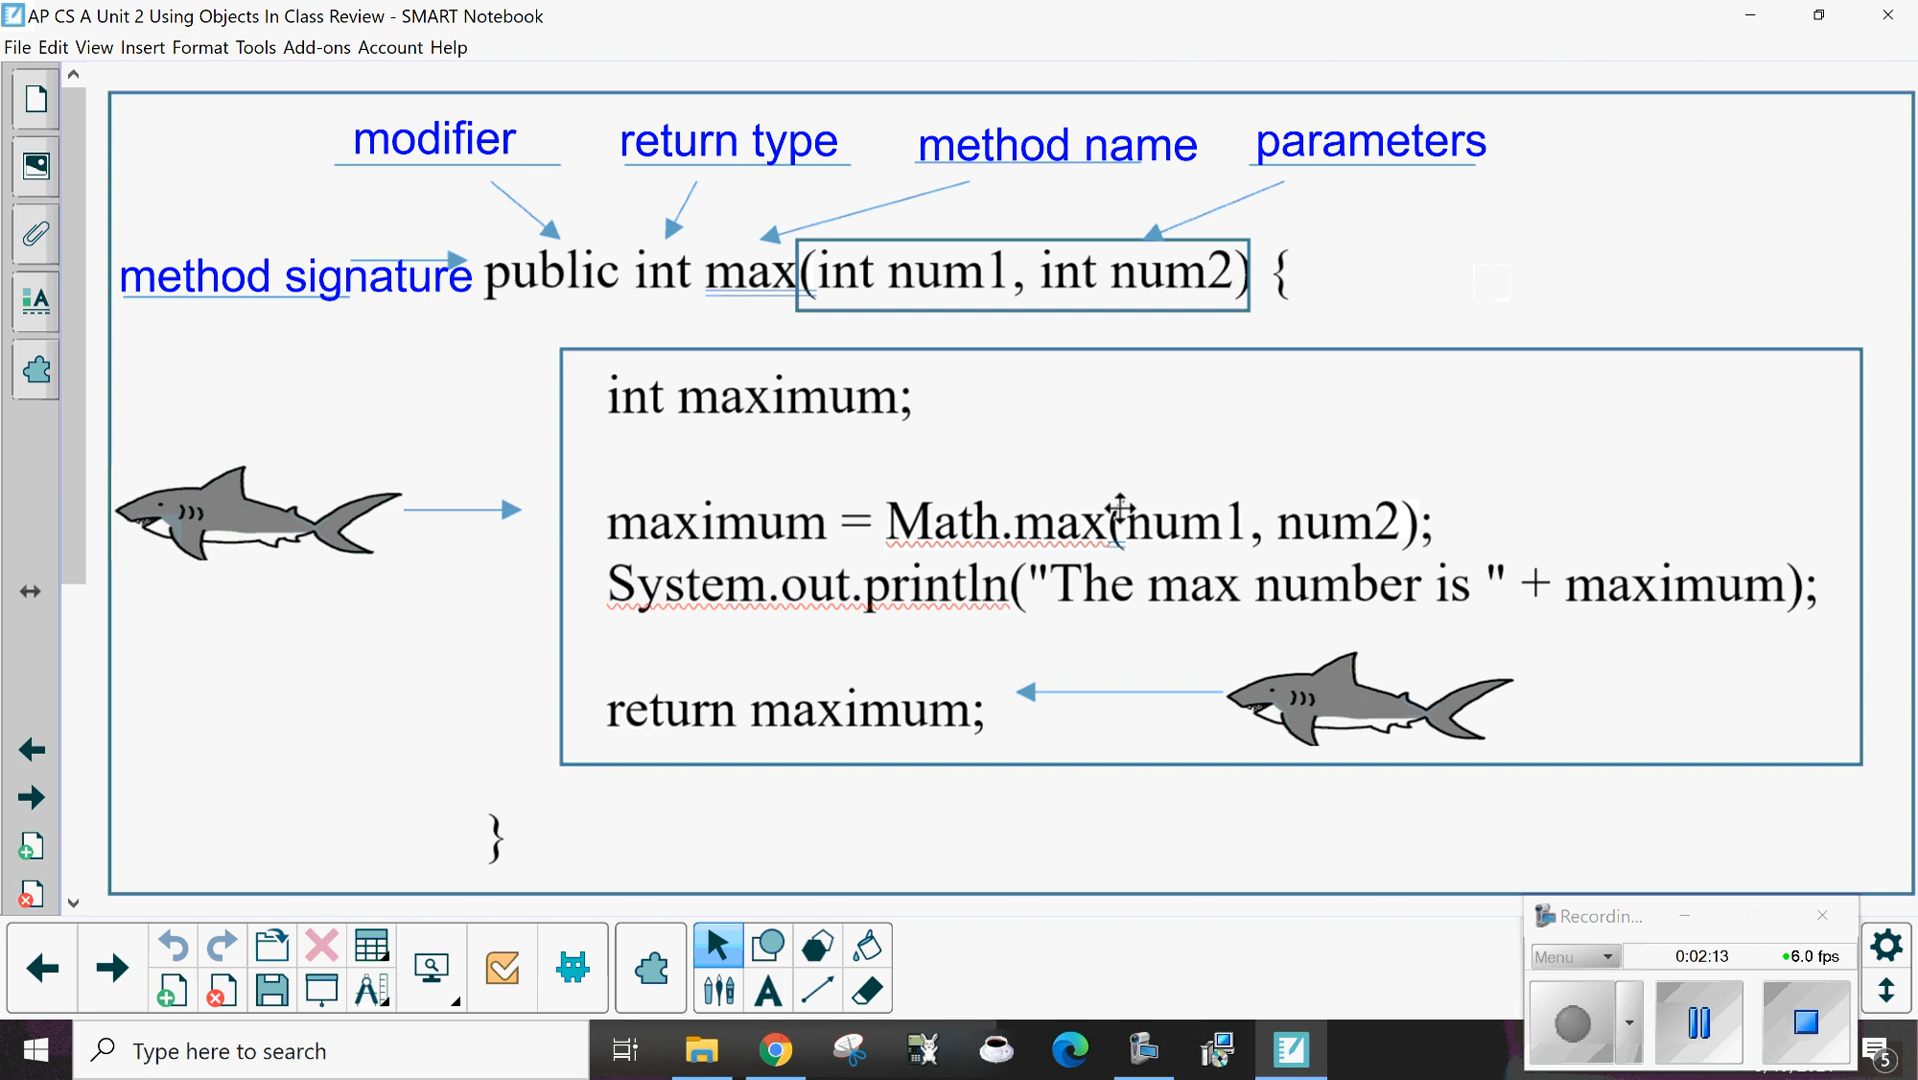 AP CS A Unit 2 Using Objects In Class Review - SMART Notebook
File Edit View Insert Format Tools Add-ons Account Help
modifier return type method name parameters
method signature public int max(int num1, int num2) {
int maximum;
maximum = Math.max(num1, num2);
System.out.println("The max number is " + maximum);
return maximum;
}
Recordin...
Menu 0:02:13 6.0 fps
Type here to search
5